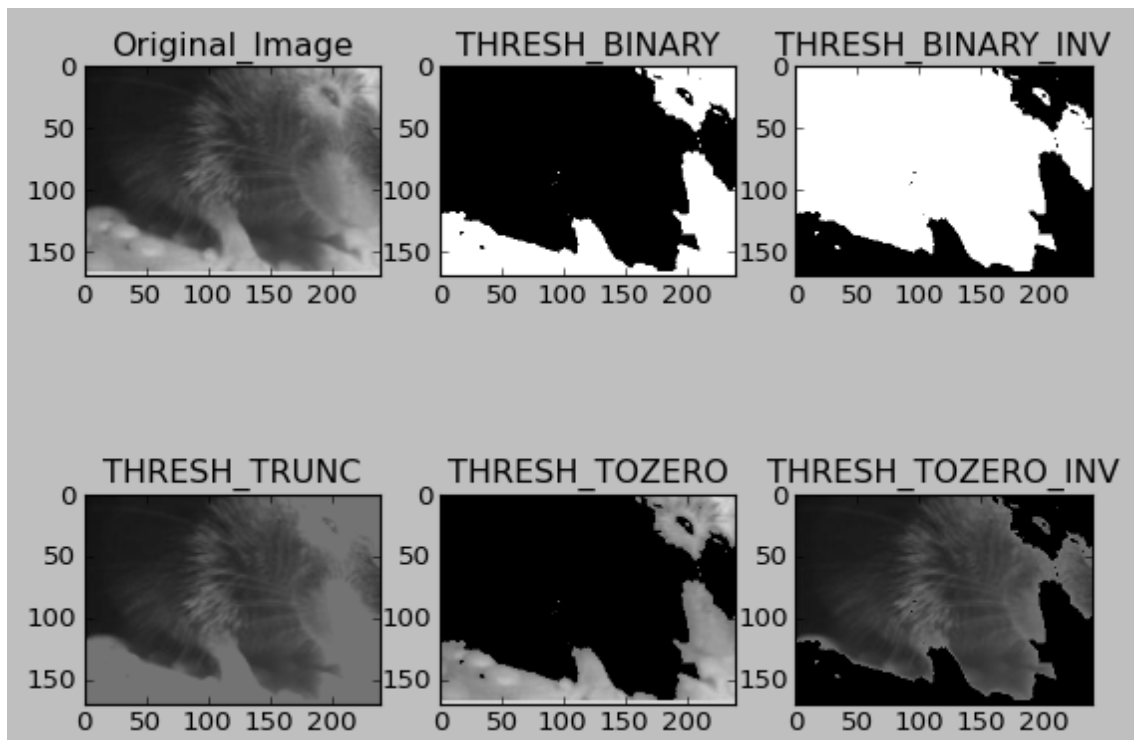 Original_Image THRESH_BINARY THRESH_BINARY_INV
0 0 0
50 50 50
100 100 100
150 150 150
0 50 100 150 200 0 50 100 150 200 0 50 100 150 200
THRESH_TRUNC THRESH_TOZERO THRESH_TOZERO_INV
0 0 0
50 50 50
100 100 100
150 150 150
0 50 100 150 200 0 50 100 150 200 0 50 100 150 200